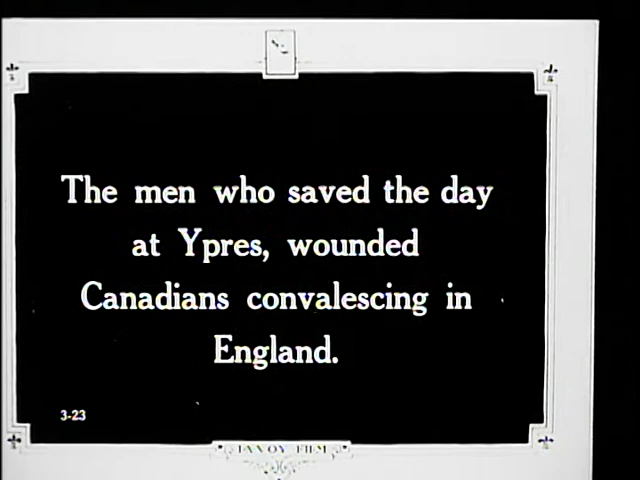 The men who saved the day
at Ypres, wounded
Canadians convalescing in
England.
3-23